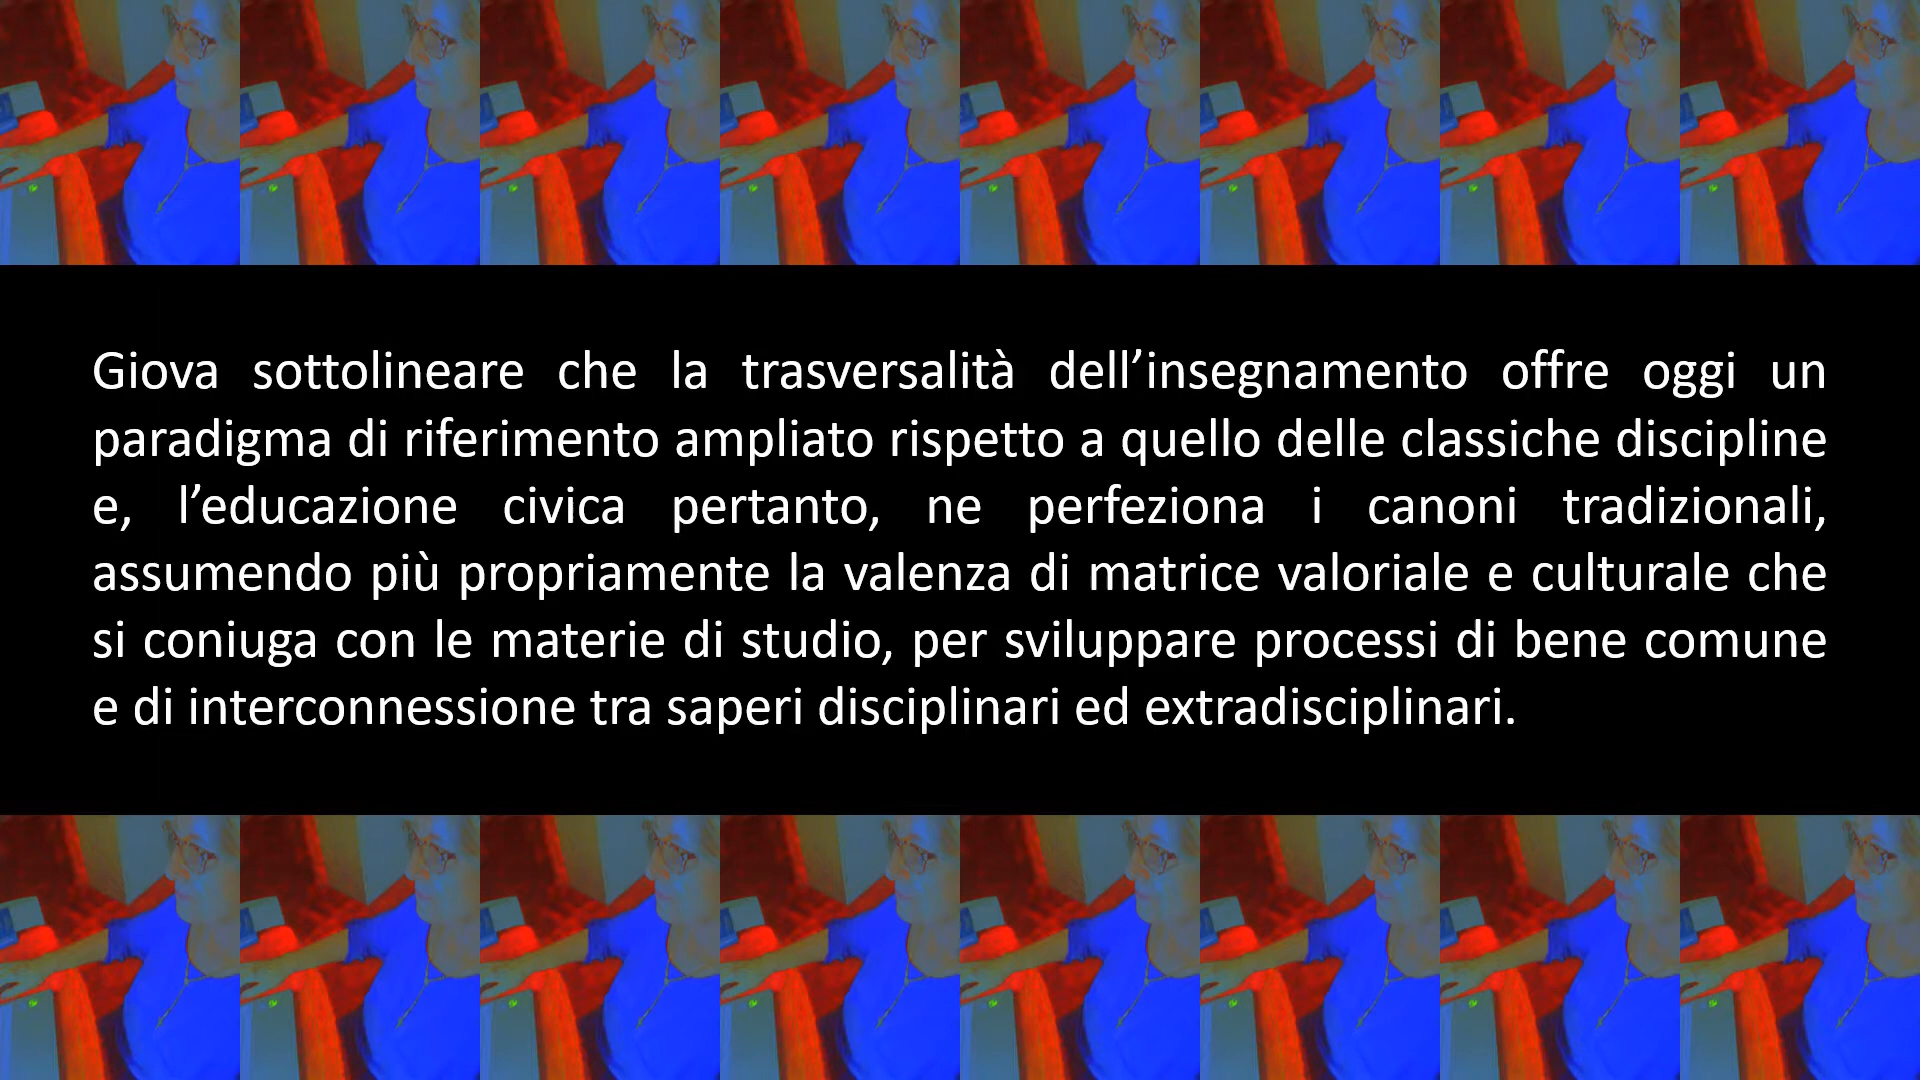 Giova sottolineare che la trasversalità dell’insegnamento offre oggi un
paradigma di riferimento ampliato rispetto a quello delle classiche discipline
e, l’educazione civica pertanto, ne perfeziona i canoni tradizionali,
assumendo più propriamente la valenza di matrice valoriale e culturale che
si coniuga con le materie di studio, per sviluppare processi di bene comune
e di interconnessione tra saperi disciplinari ed extradisciplinari.